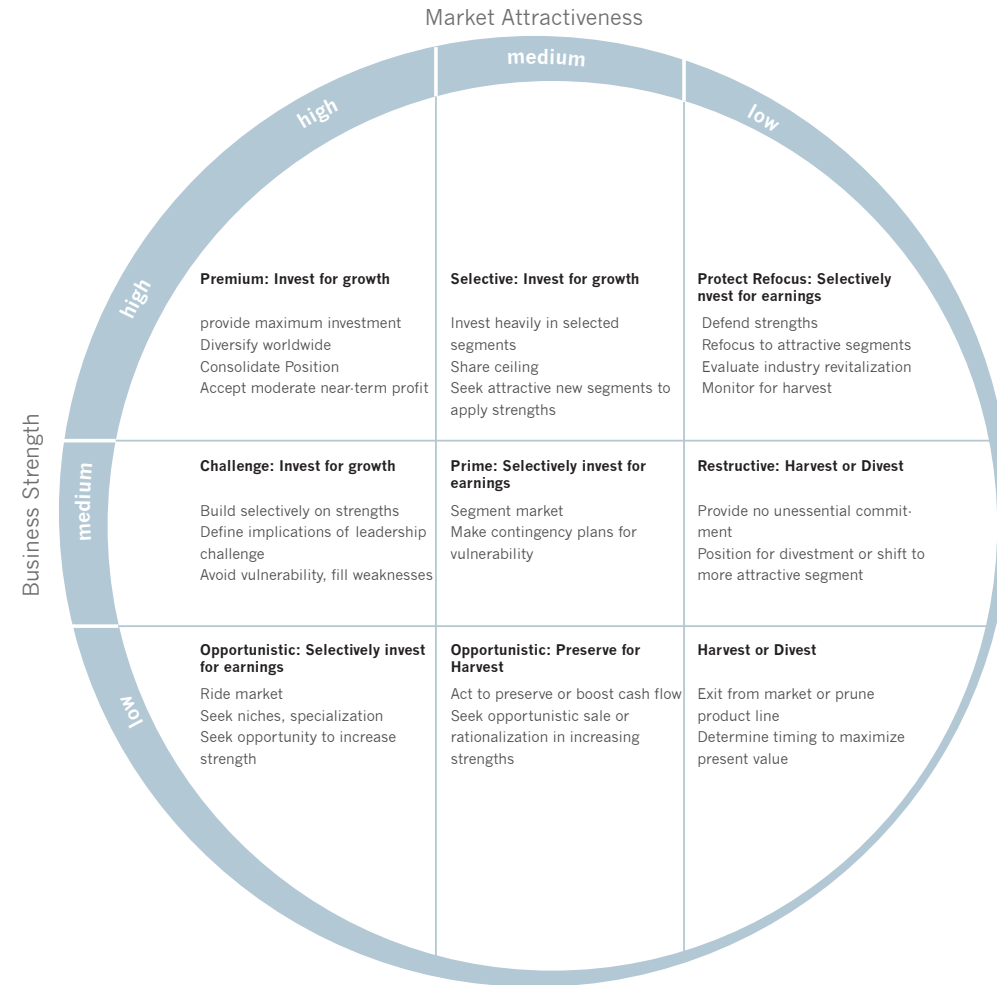 Market Attractiveness
high
medium
low
Business Strength
high
medium
low
Premium: Invest for growth
provide maximum investment
Diversify worldwide
Consolidate Position
Accept moderate near-term profit
Selective: Invest for growth
Invest heavily in selected
segments
Share ceiling
Seek attractive new segments to
apply strengths
Protect Refocus: Selectively
nvest for earnings
Defend strengths
Refocus to attractive segments
Evaluate industry revitalization
Monitor for harvest
Challenge: Invest for growth
Build selectively on strengths
Define implications of leadership
challenge
Avoid vulnerability, fill weaknesses
Prime: Selectively invest for
earnings
Segment market
Make contingency plans for
vulnerability
Restructive: Harvest or Divest
Provide no unessential commit-
ment
Position for divestment or shift to
more attractive segment
Opportunistic: Selectively invest
for earnings
Ride market
Seek niches, specialization
Seek opportunity to increase
strength
Opportunistic: Preserve for
Harvest
Act to preserve or boost cash flow
Seek opportunistic sale or
rationalization in increasing
strengths
Harvest or Divest
Exit from market or prune
product line
Determine timing to maximize
present value